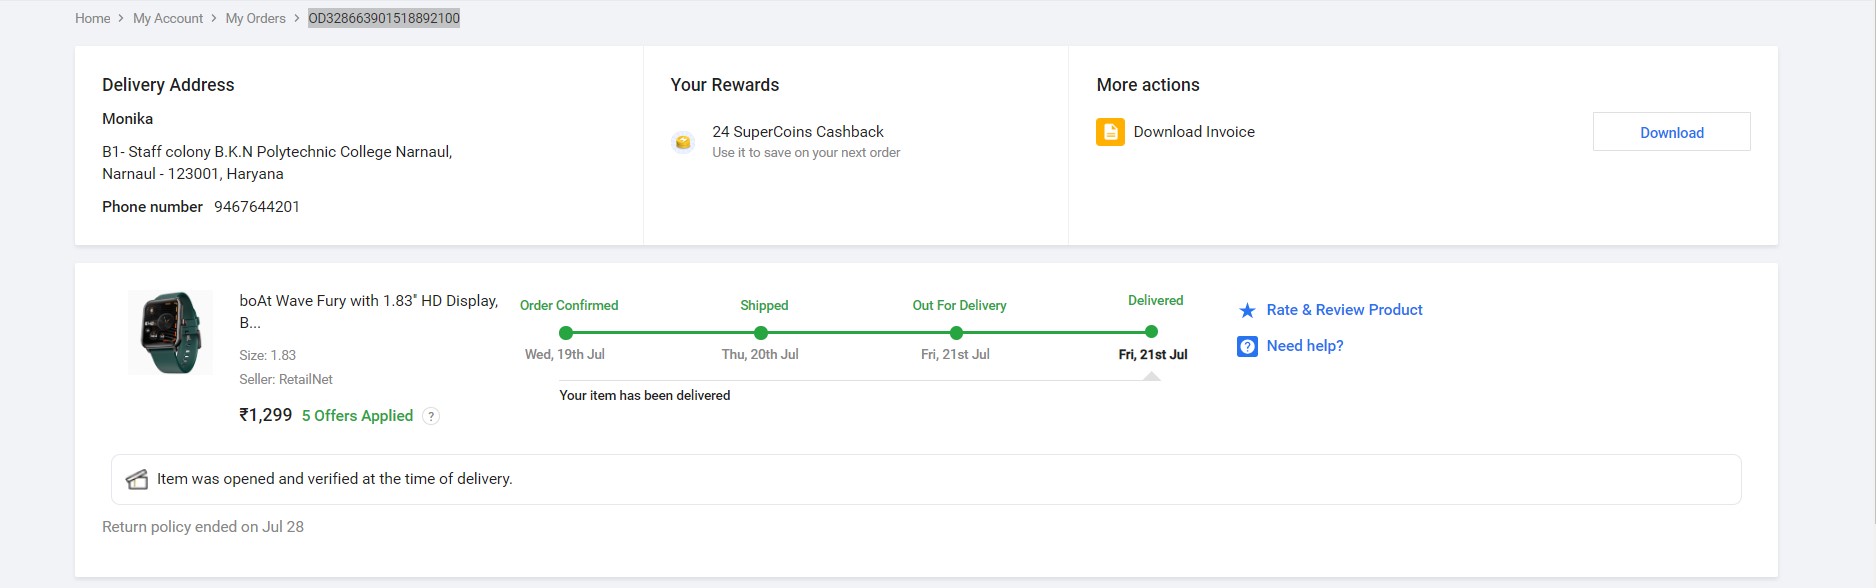 Home > My Account > My Orders > OD328663901518892100
Delivery Address
Monika
B1- Staff colony B.K.N Polytechnic College Narnaul,
Narnaul - 123001, Haryana
Phone number 9467644201
Your Rewards
24 SuperCoins Cashback
Use it to save on your next order
More actions
Download Invoice
Download
boAt Wave Fury with 1.83" HD Display,
B...
Size: 1.83
Seller: RetailNet
₹1,299 5 Offers Applied ?
Order Confirmed
Wed, 19th Jul
Shipped
Thu, 20th Jul
Out For Delivery
Fri, 21st Jul
Delivered
Fri, 21st Jul
Your item has been delivered
Rate & Review Product
Need help?
Item was opened and verified at the time of delivery.
Return policy ended on Jul 28